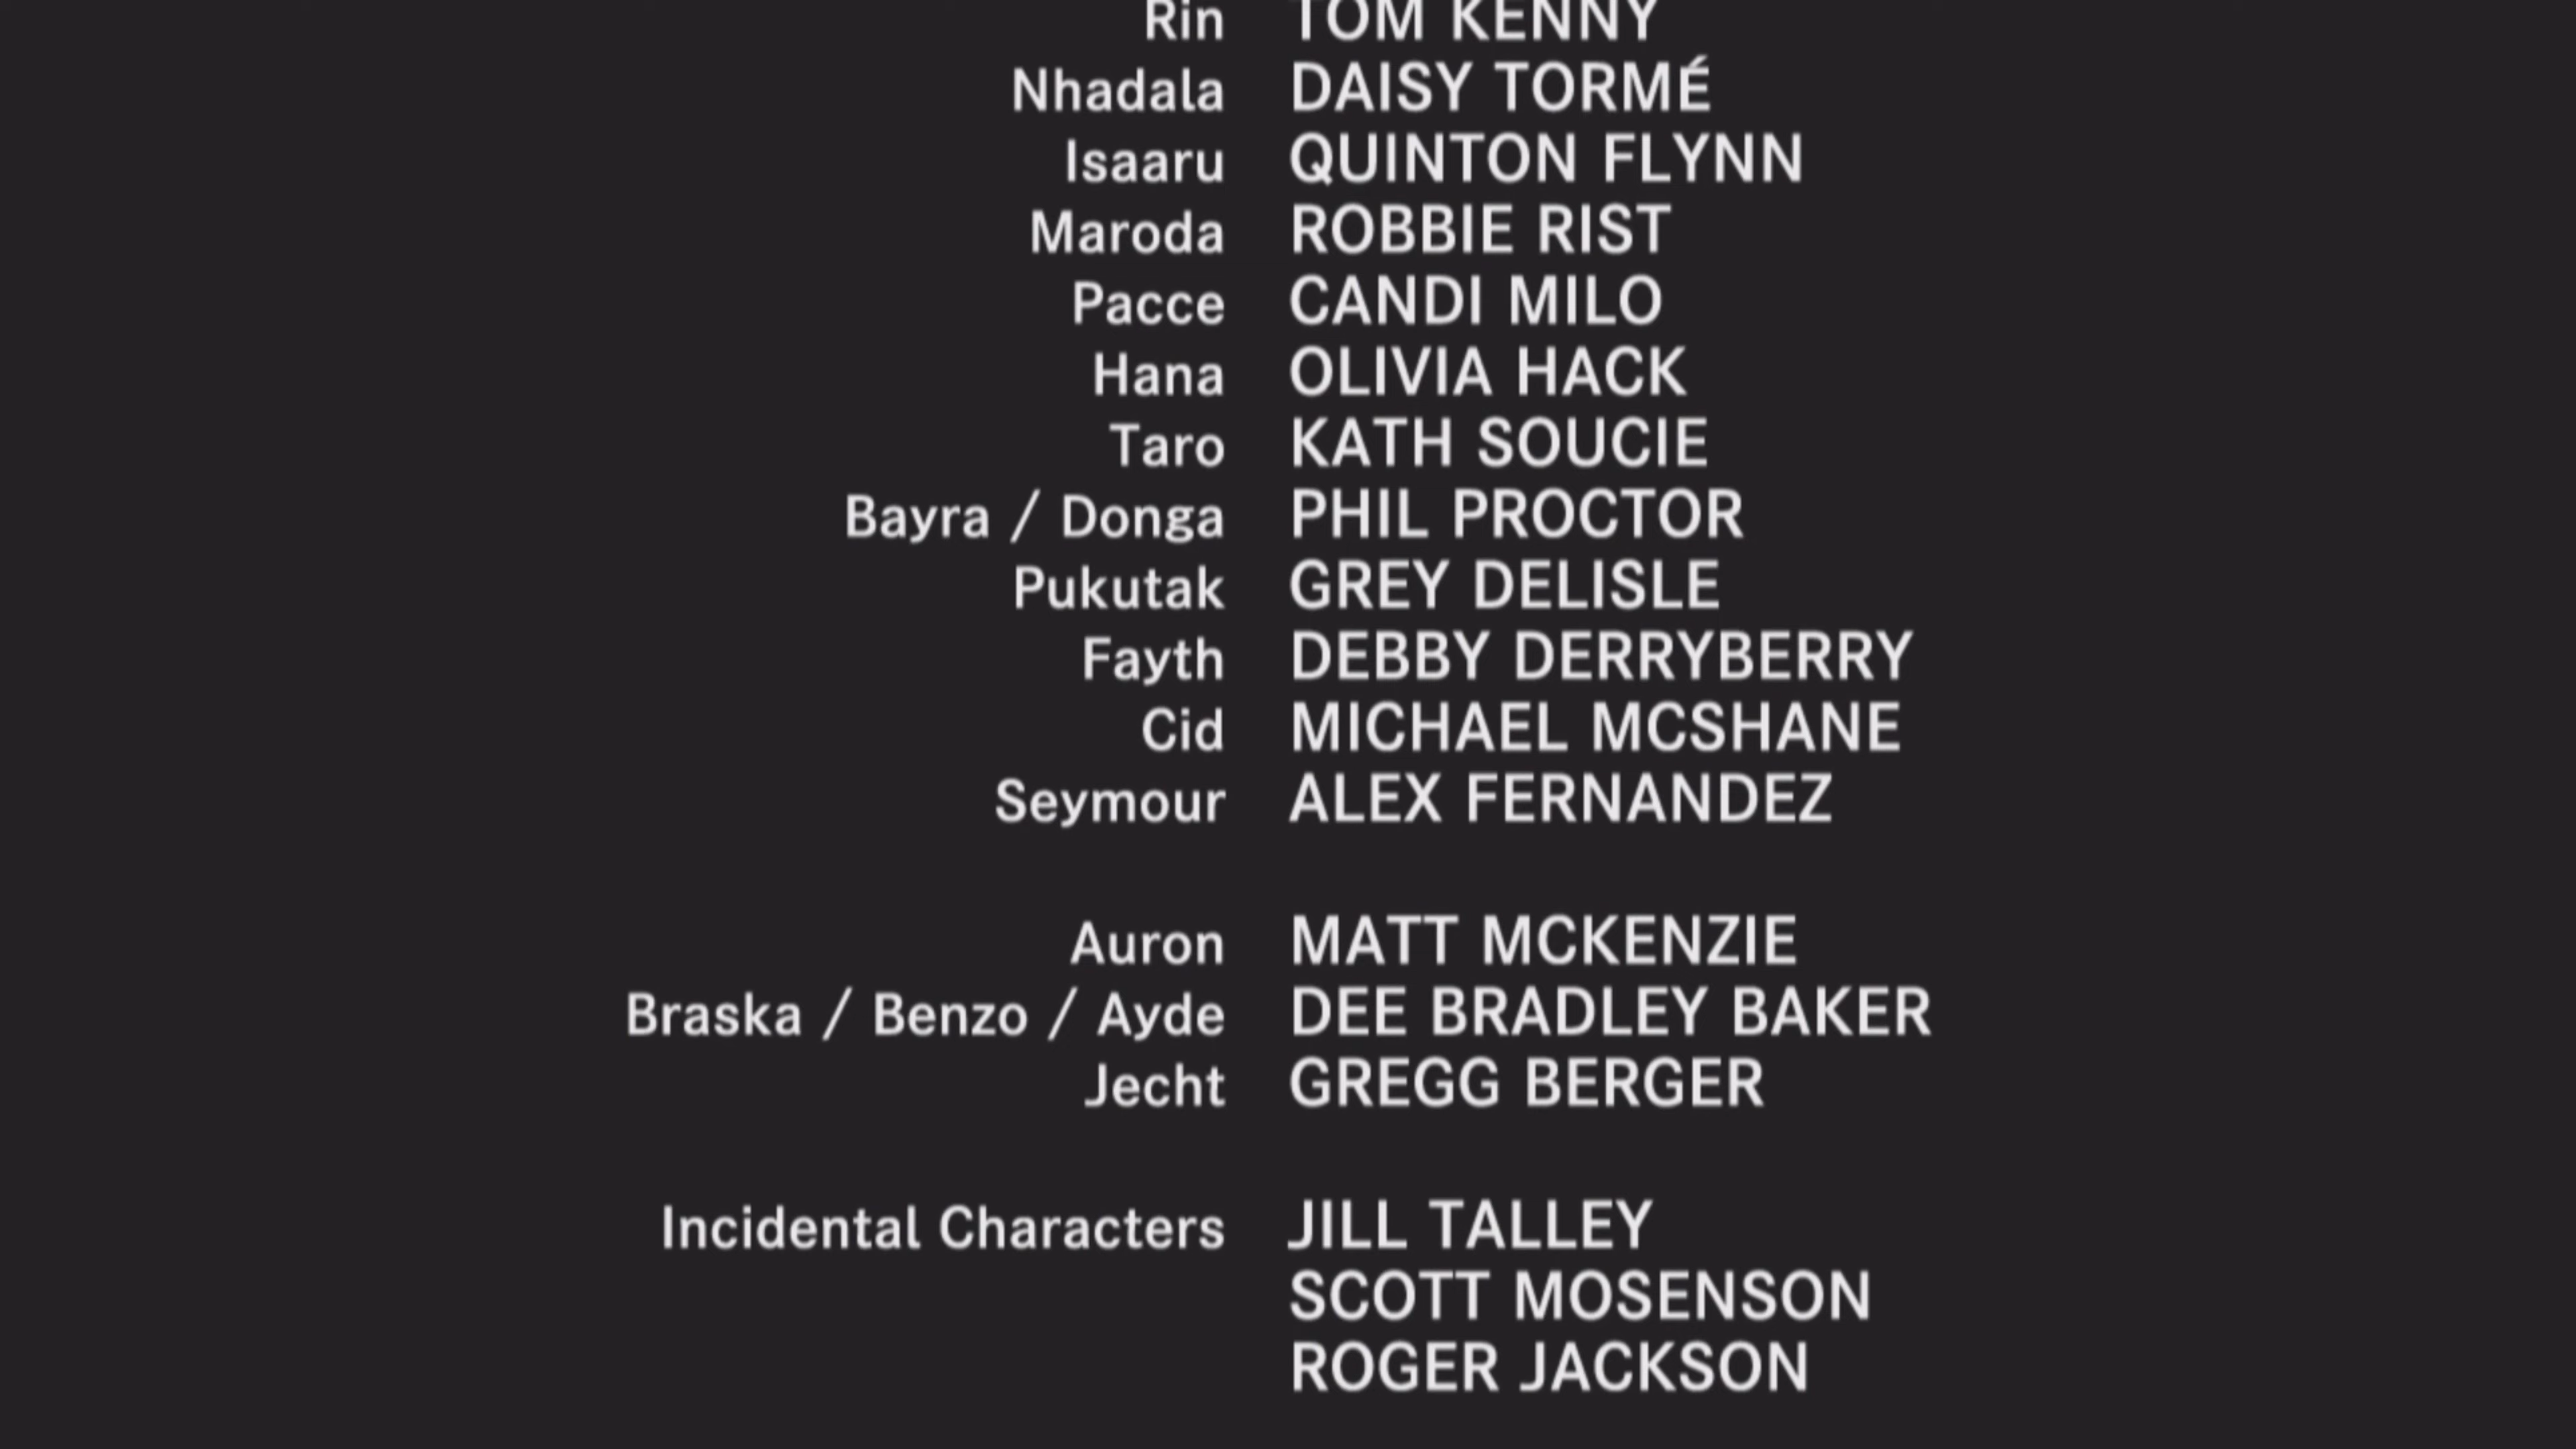 Rin TOM KENNY
Nhadala DAISY TORMÉ
Isaaru QUINTON FLYNN
Maroda ROBBIE RIST
Pacce CANDI MILO
Hana OLIVIA HACK
Taro KATH SOUCIE
Bayra / Donga PHIL PROCTOR
Pukutak GREY DELISLE
Fayth DEBBY DERRYBERRY
Cid MICHAEL MCSHANE
Seymour ALEX FERNANDEZ
Auron MATT MCKENZIE
Braska / Benzo / Ayde DEE BRADLEY BAKER
Jecht GREGG BERGER
Incidental Characters JILL TALLEY
SCOTT MOSENSON
ROGER JACKSON